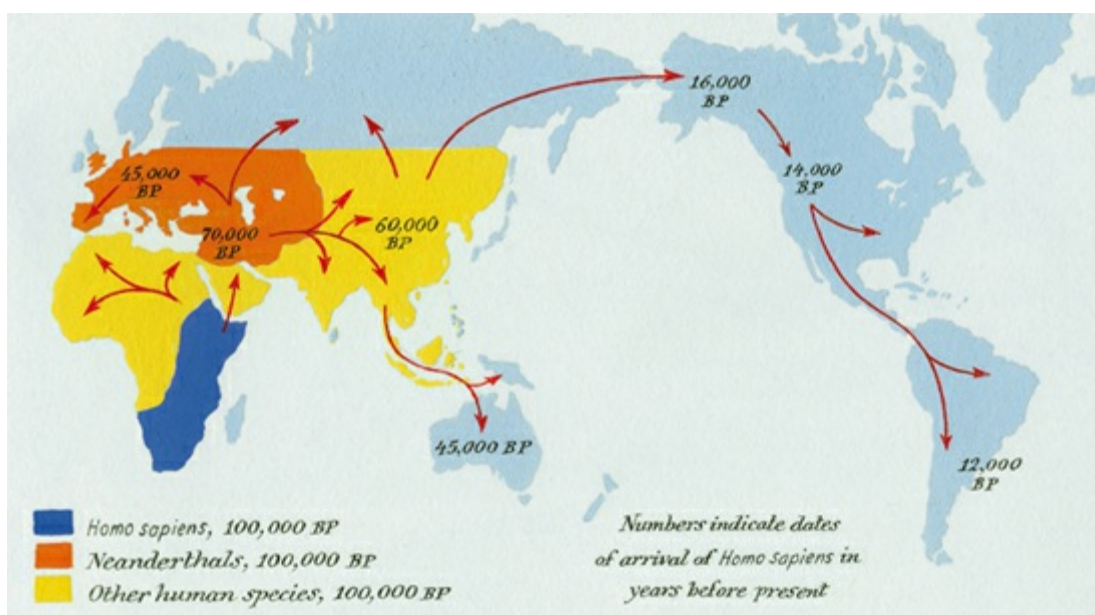 16,000
BP
45,000
BP
14,000
BP
70,000
BP
60,000
BP
45,000 BP
12,000
BP
Homo sapiens, 100,000 BP
Neanderthals, 100,000 BP
Other human species, 100,000 BP
Numbers indicate dates
of arrival of Homo sapiens in
years before present